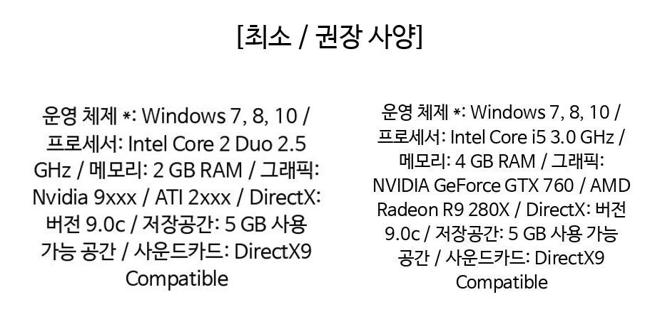 [최소 / 권장 사양]
운영 체제 *: Windows 7, 8, 10 /
프로세서: Intel Core 2 Duo 2.5
GHz / 메모리: 2 GB RAM / 그래픽:
Nvidia 9xxx / ATI 2xxx / DirectX:
버전 9.0c / 저장공간: 5 GB 사용
가능 공간 / 사운드카드: DirectX9
Compatible
운영 체제 *: Windows 7, 8, 10 /
프로세서: Intel Core i5 3.0 GHz /
메모리: 4 GB RAM / 그래픽:
NVIDIA GeForce GTX 760 / AMD
Radeon R9 280X / DirectX: 버전
9.0c / 저장공간: 5 GB 사용 가능
공간 / 사운드카드: DirectX9
Compatible